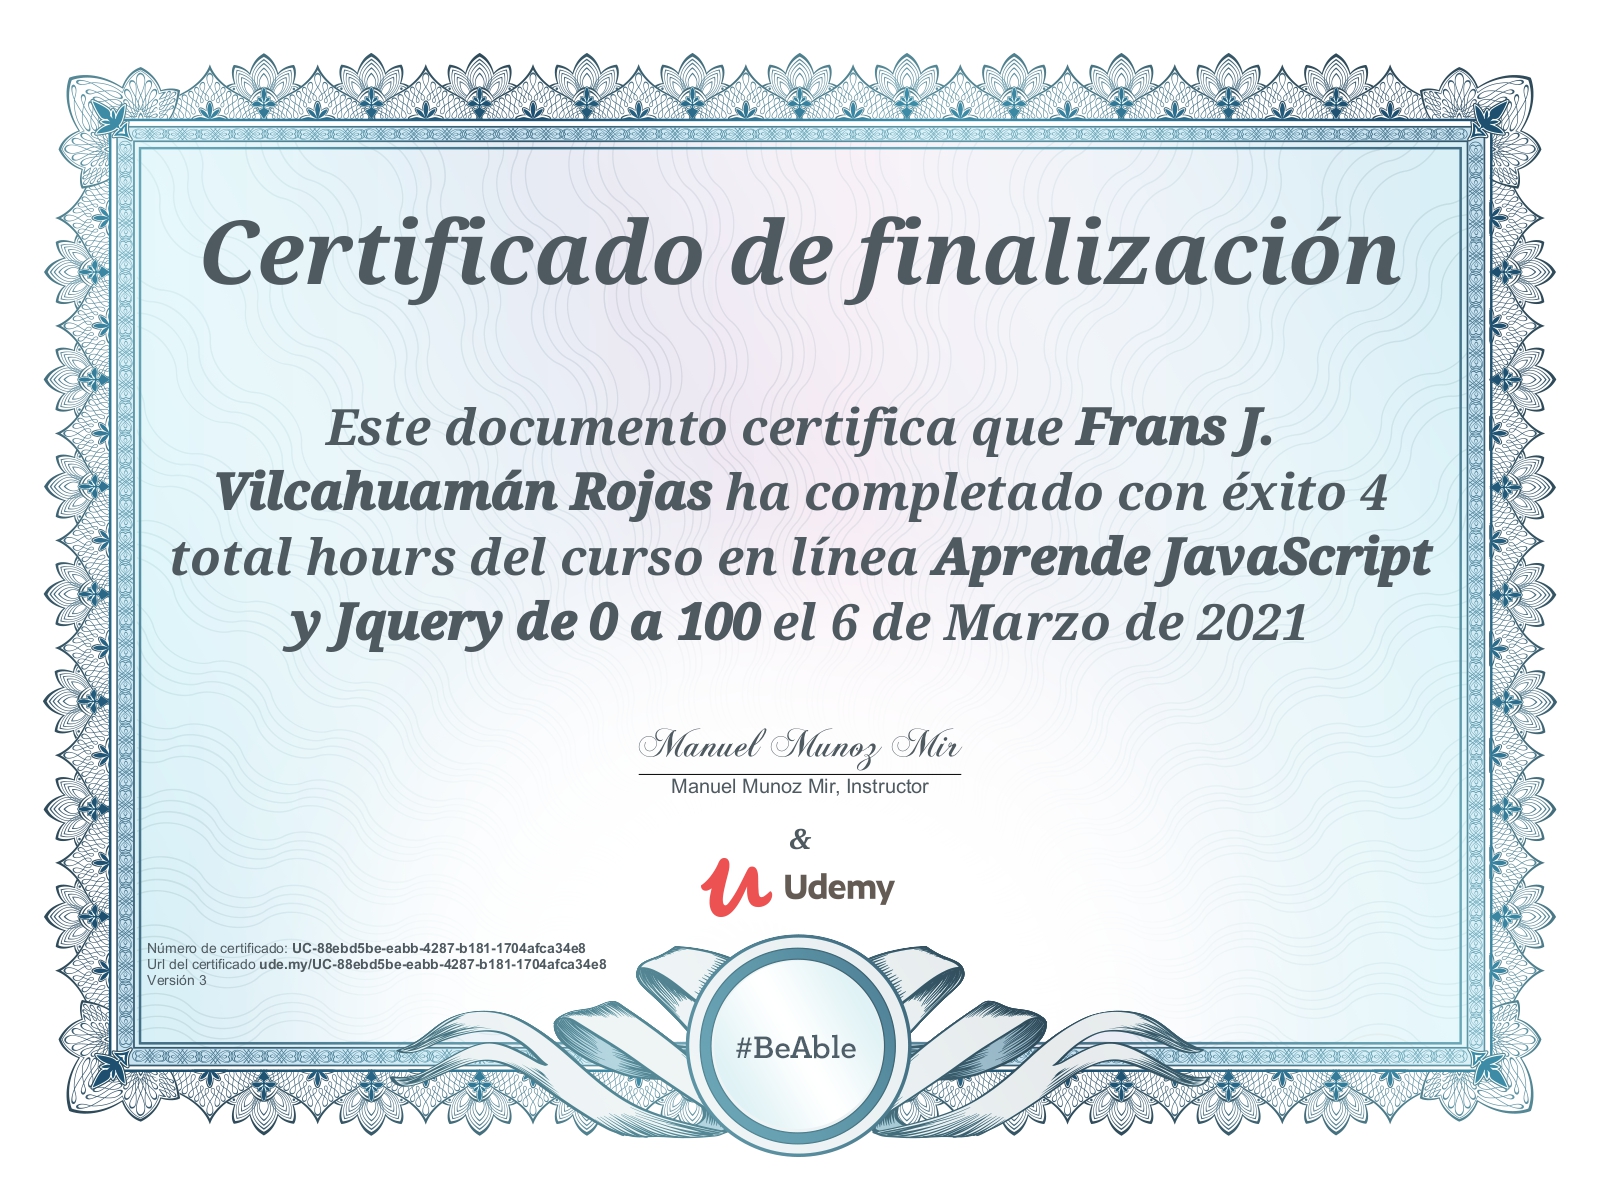 Certificado de finalización
Este documento certifica que Frans J.
Vilcahuamán Rojas ha completado con éxito 4
total hours del curso en línea Aprende JavaScript
y Jquery de 0 a 100 el 6 de Marzo de 2021
Manuel Munoz Mir
Manuel Munoz Mir, Instructor
&
Udemy
Número de certificado: UC-88ebd5be-eabb-4287-b181-1704afca34e8
Url del certificado ude.my/UC-88ebd5be-eabb-4287-b181-1704afca34e8
Versión 3
#BeAble